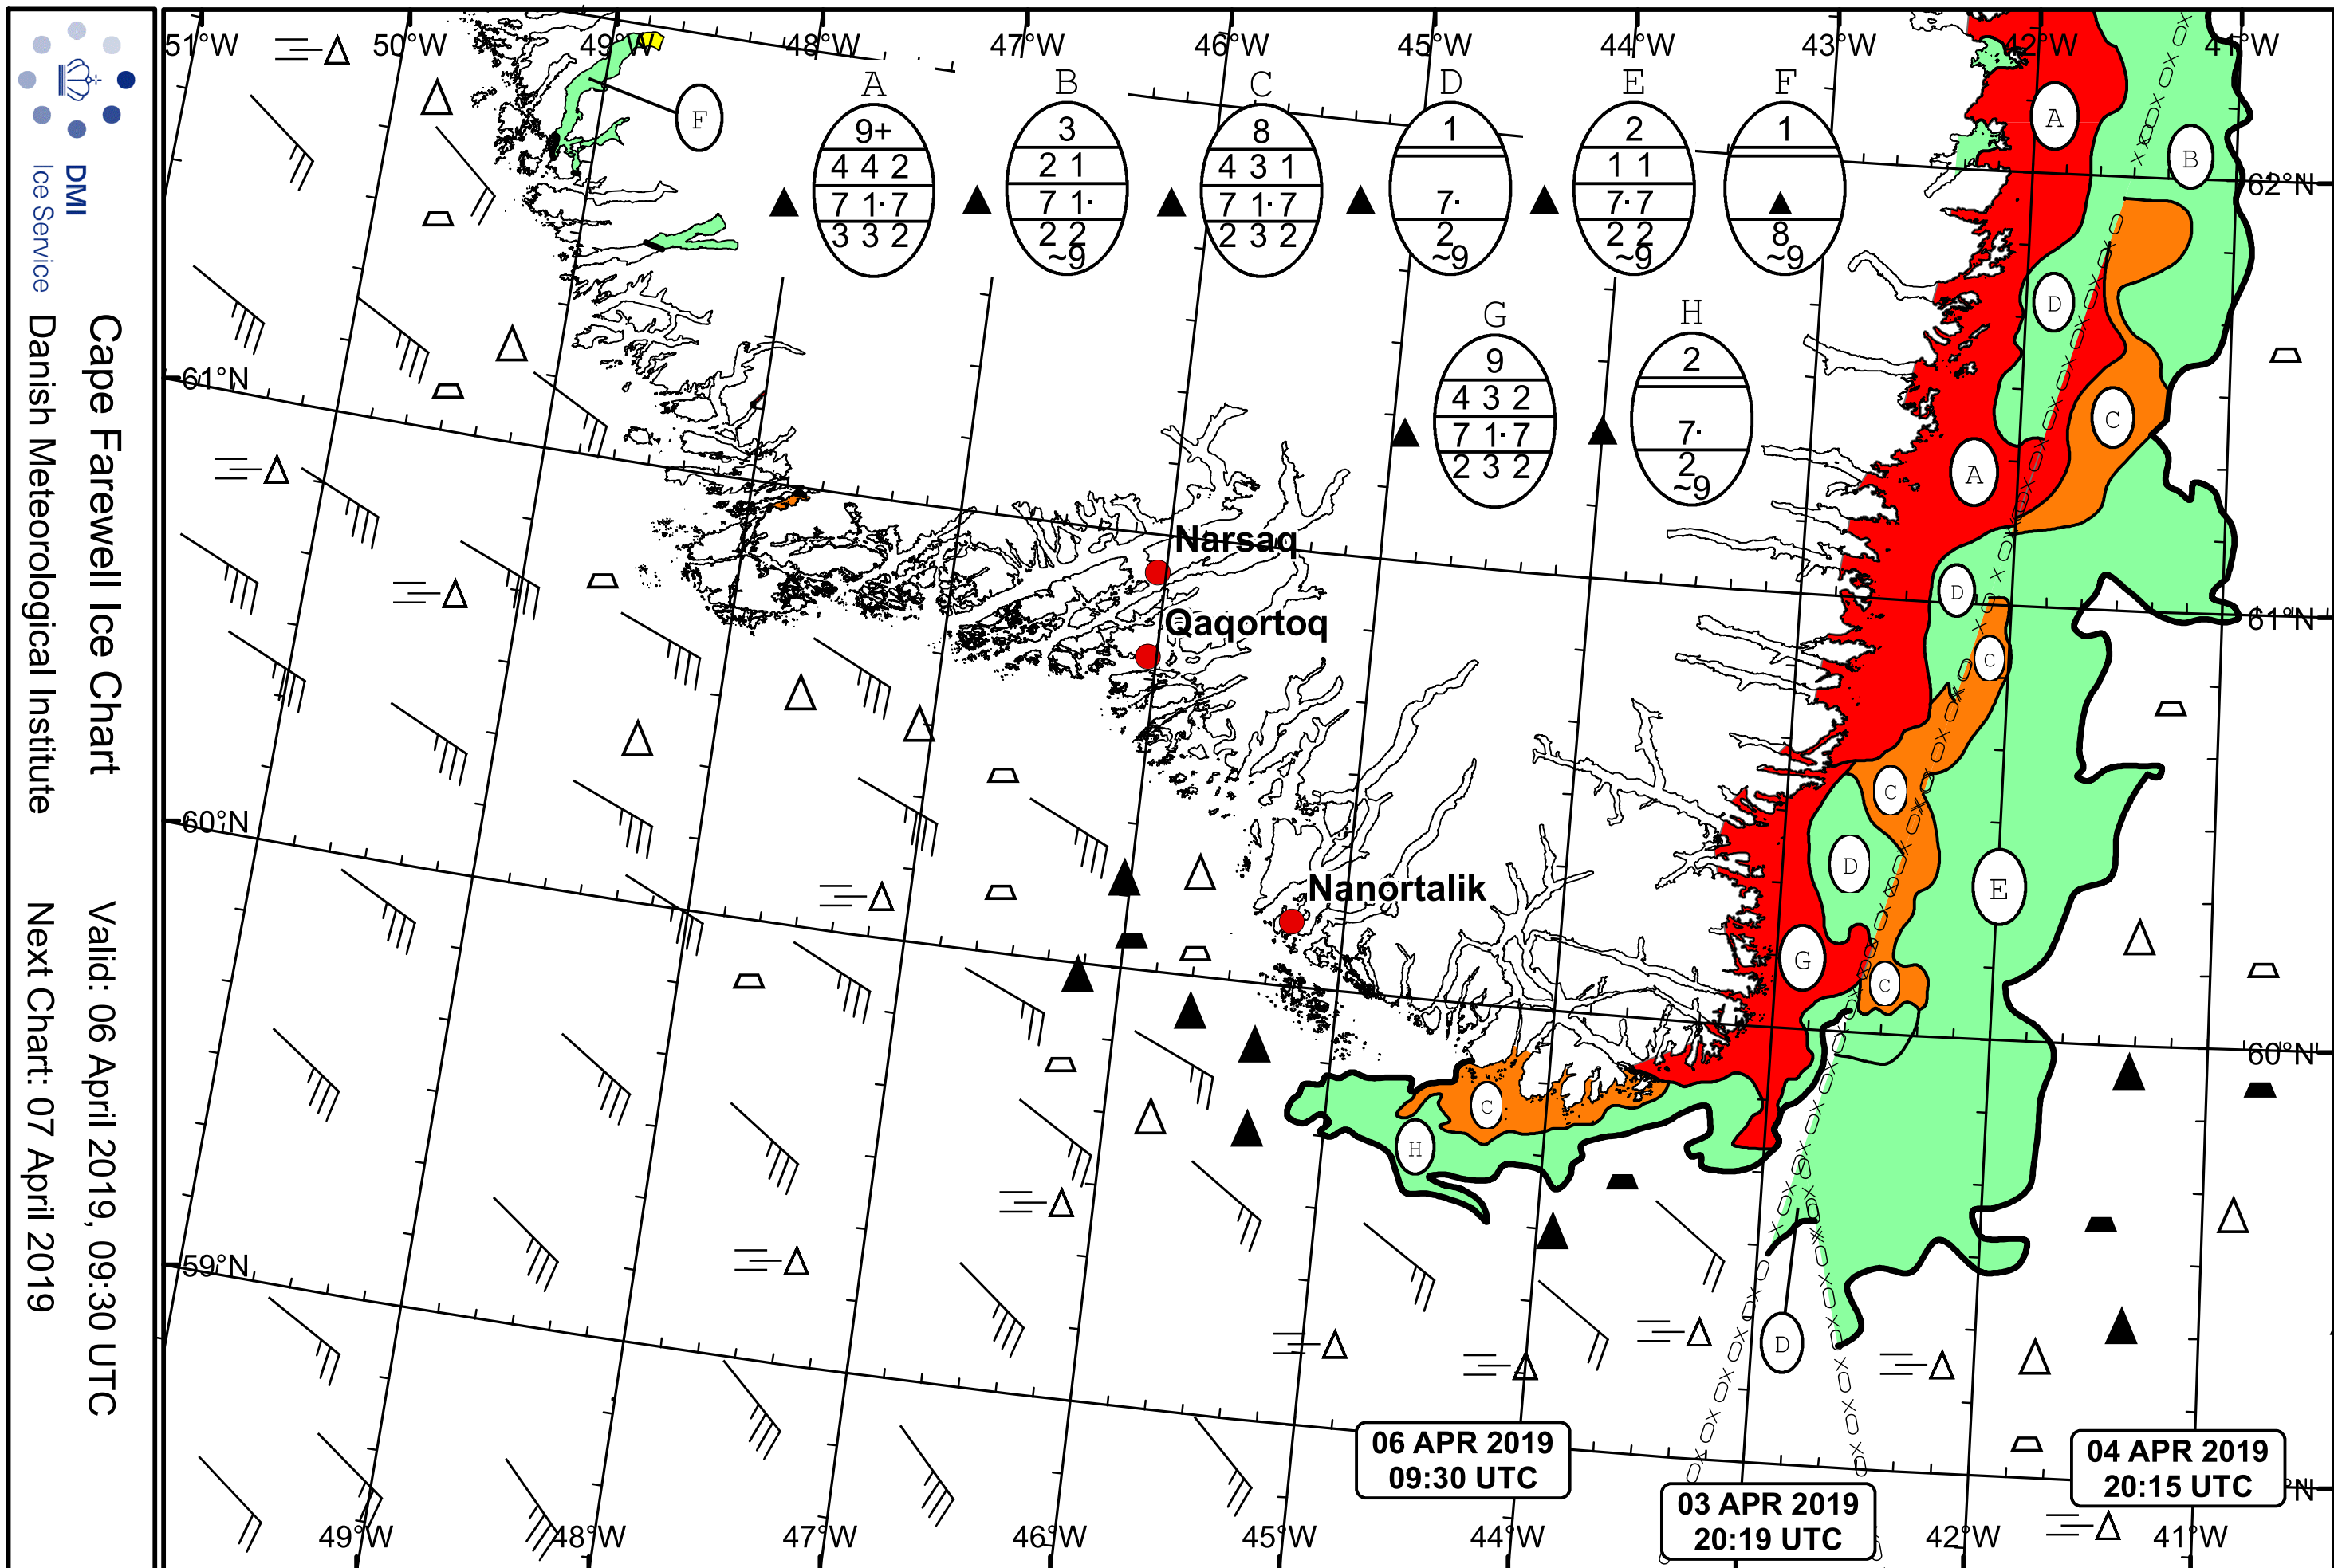 DMI
Ice Service
Cape Farewell Ice Chart
Danish Meteorological Institute
Valid: 06 April 2019, 09:30 UTC
Next Chart: 07 April 2019
51°W
50°W
49°W
48°W
47°W
46°W
45°W
44°W
43°W
42°W
41°W
A
9+
4 4 2
7 1· 7
3 3 2
B
3
2 1
7 1·
2 2
~9
C
8
4 3 1
7 1· 7
2 3 2
D
1
7·
2
~9
E
2
1 1
7· 7
2 2
~9
F
1
8
~9
G
9
4 3 2
7 1· 7
2 3 2
H
2
7·
2
~9
F
A
B
D
C
A
D
C
C
D
E
G
C
C
H
D
62°N
61°N
61°N
60°N
60°N
59°N
°N
Narsaq
Qaqortoq
Nanortalik
06 APR 2019
09:30 UTC
03 APR 2019
20:19 UTC
04 APR 2019
20:15 UTC
49°W
48°W
47°W
46°W
45°W
44°W
42°W
41°W